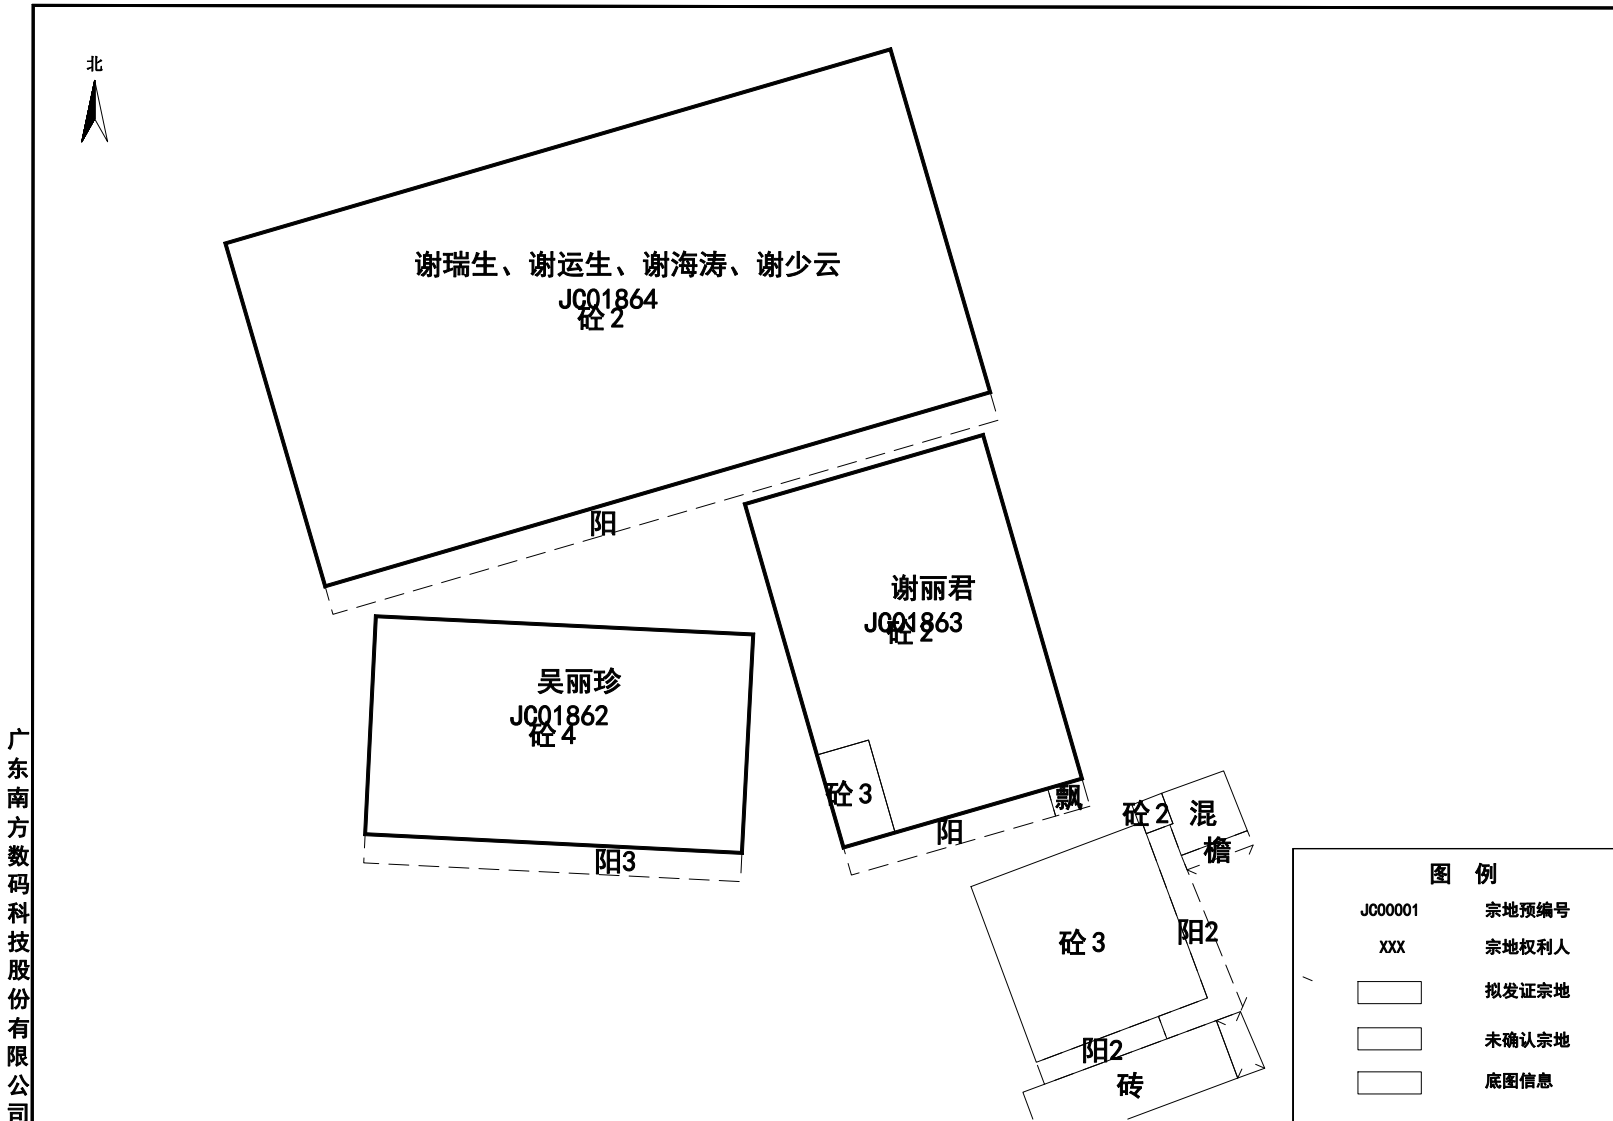 北
谢瑞生、谢运生、谢海涛、谢少云
JC01864
砼2
阳
谢丽君
JC01863
砼2
吴丽珍
JC01862
砼4
砼3
飘
阳
阳3
砼2
混
檐
砼3
阳2
阳2
砖
广东南方数码科技股份有限公司
图 例
JC00001 宗地预编号
XXX 宗地权利人
拟发证宗地
未确认宗地
底图信息